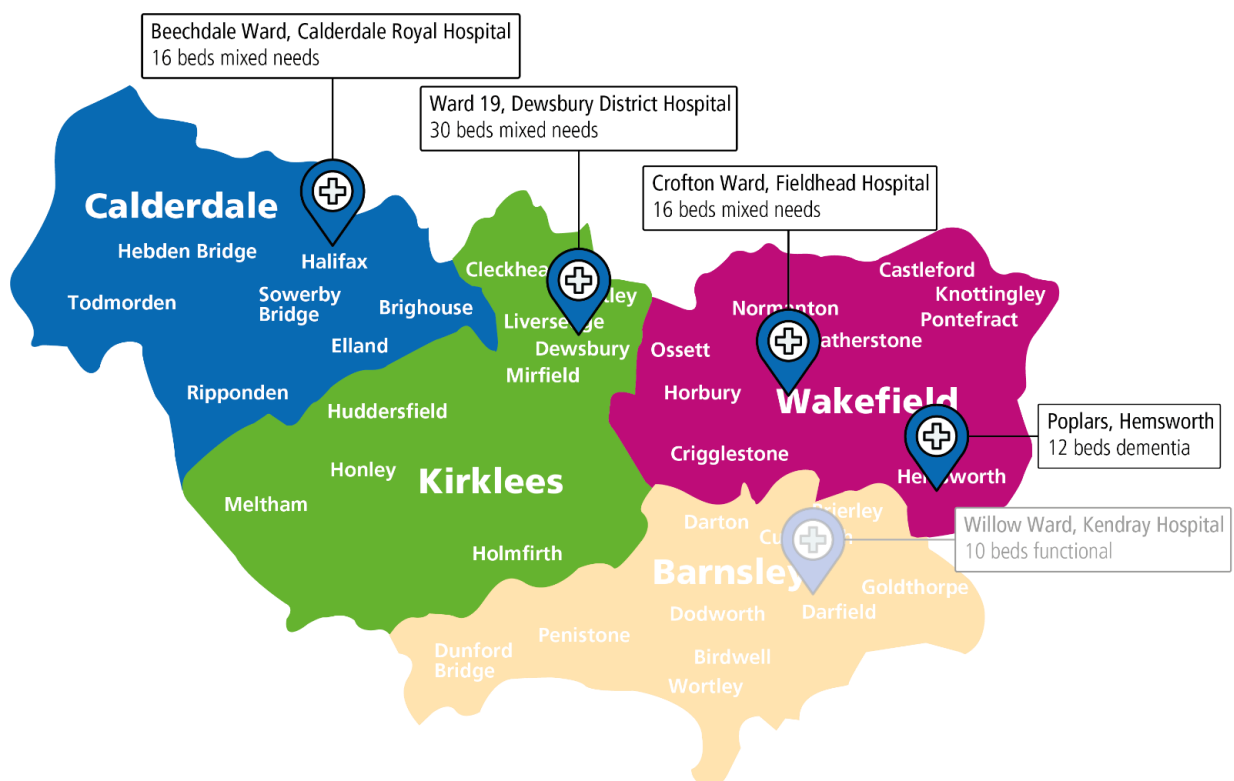 Beechdale Ward, Calderdale Royal Hospital
16 beds mixed needs
Ward 19, Dewsbury District Hospital
30 beds mixed needs
Crofton Ward, Fieldhead Hospital
16 beds mixed needs
Calderdale
Hebden Bridge
Halifax
Todmorden
Sowerby
Bridge
Brighouse
Elland
Ripponden
Huddersfield
Honley
Kirklees
Meltham
Holmfirth
Dewsbury
Mirfield
Castleford
Knottingley
Pontefract
Ossett
Horbury
Wakefield
Crigglestone
Poplars, Hemsworth
12 beds dementia
Hemsworth
Normanton
Willow Ward, Kendray Hospital
10 beds functional
Darton
Barnsley
Goldthorpe
Dodworth
Darfield
Penistone
Dunford
Bridge
Birdwell
Wortley